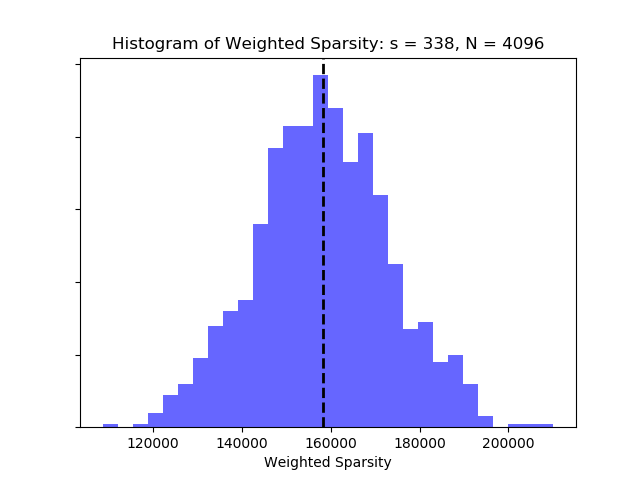 Histogram of Weighted Sparsity: s = 338, N = 4096
120000 140000 160000 180000 200000
Weighted Sparsity